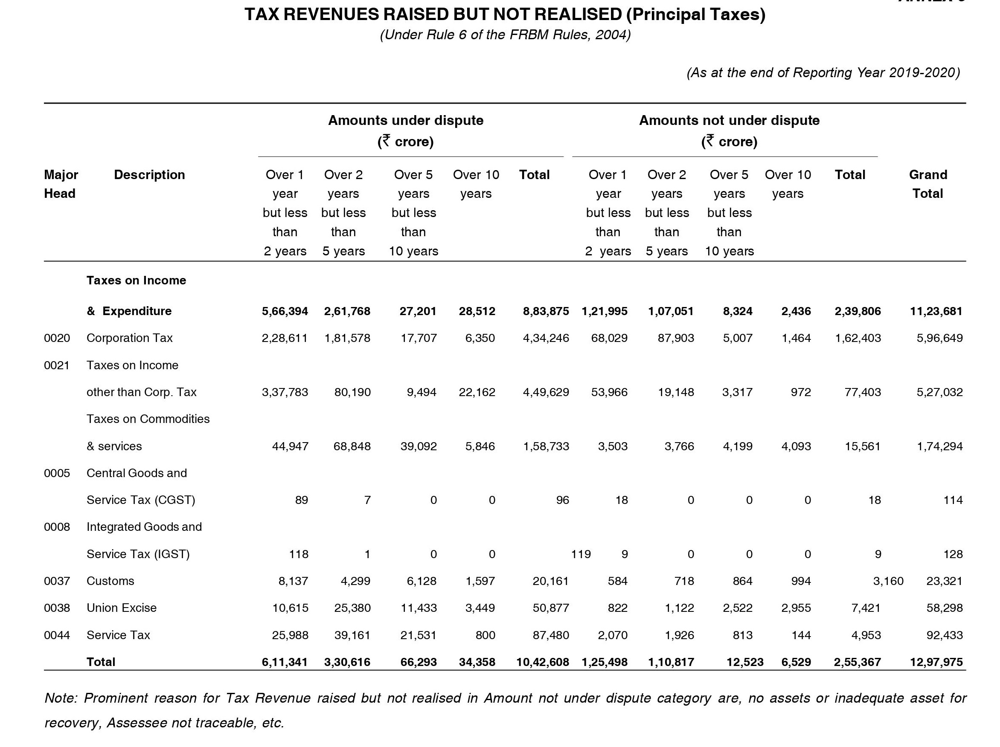 TAX REVENUES RAISED BUT NOT REALISED (Principal Taxes)
(Under Rule 6 of the FRBM Rules, 2004)
(As at the end of Reporting Year 2019-2020)
Amounts under dispute Amounts not under dispute
(₹ crore) (₹ crore)
Major Description Over 1 Over 2 Over 5 Over 10 Total Over 1 Over 2 Over 5 Over 10 Total Grand
Head year years years years year years years years Total
but less but less but less but less but less but less
than than than than than than
2 years 5 years 10 years 2 years 5 years 10 years
Taxes on Income
& Expenditure 5,66,394 2,61,768 27,201 28,512 8,83,875 1,21,995 1,07,051 8,324 2,436 2,39,806 11,23,681
0020 Corporation Tax 2,28,611 1,81,578 17,707 6,350 4,34,246 68,029 87,903 5,007 1,464 1,62,403 5,96,649
0021 Taxes on Income
other than Corp. Tax 3,37,783 80,190 9,494 22,162 4,49,629 53,966 19,148 3,317 972 77,403 5,27,032
Taxes on Commodities
& services 44,947 68,848 39,092 5,846 1,58,733 3,503 3,766 4,199 4,093 15,561 1,74,294
0005 Central Goods and
Service Tax (CGST) 89 7 0 0 96 18 0 0 0 18 114
0008 Integrated Goods and
Service Tax (IGST) 118 1 0 0 119 9 0 0 0 9 128
0037 Customs 8,137 4,299 6,128 1,597 20,161 584 718 864 994 3,160 23,321
0038 Union Excise 10,615 25,380 11,433 3,449 50,877 822 1,122 2,522 2,955 7,421 58,298
0044 Service Tax 25,988 39,161 21,531 800 87,480 2,070 1,926 813 144 4,953 92,433
Total 6,11,341 3,30,616 66,293 34,358 10,42,608 1,25,498 1,10,817 12,523 6,529 2,55,367 12,97,975
Note: Prominent reason for Tax Revenue raised but not realised in Amount not under dispute category are, no assets or inadequate asset for
recovery, Assessee not traceable, etc.